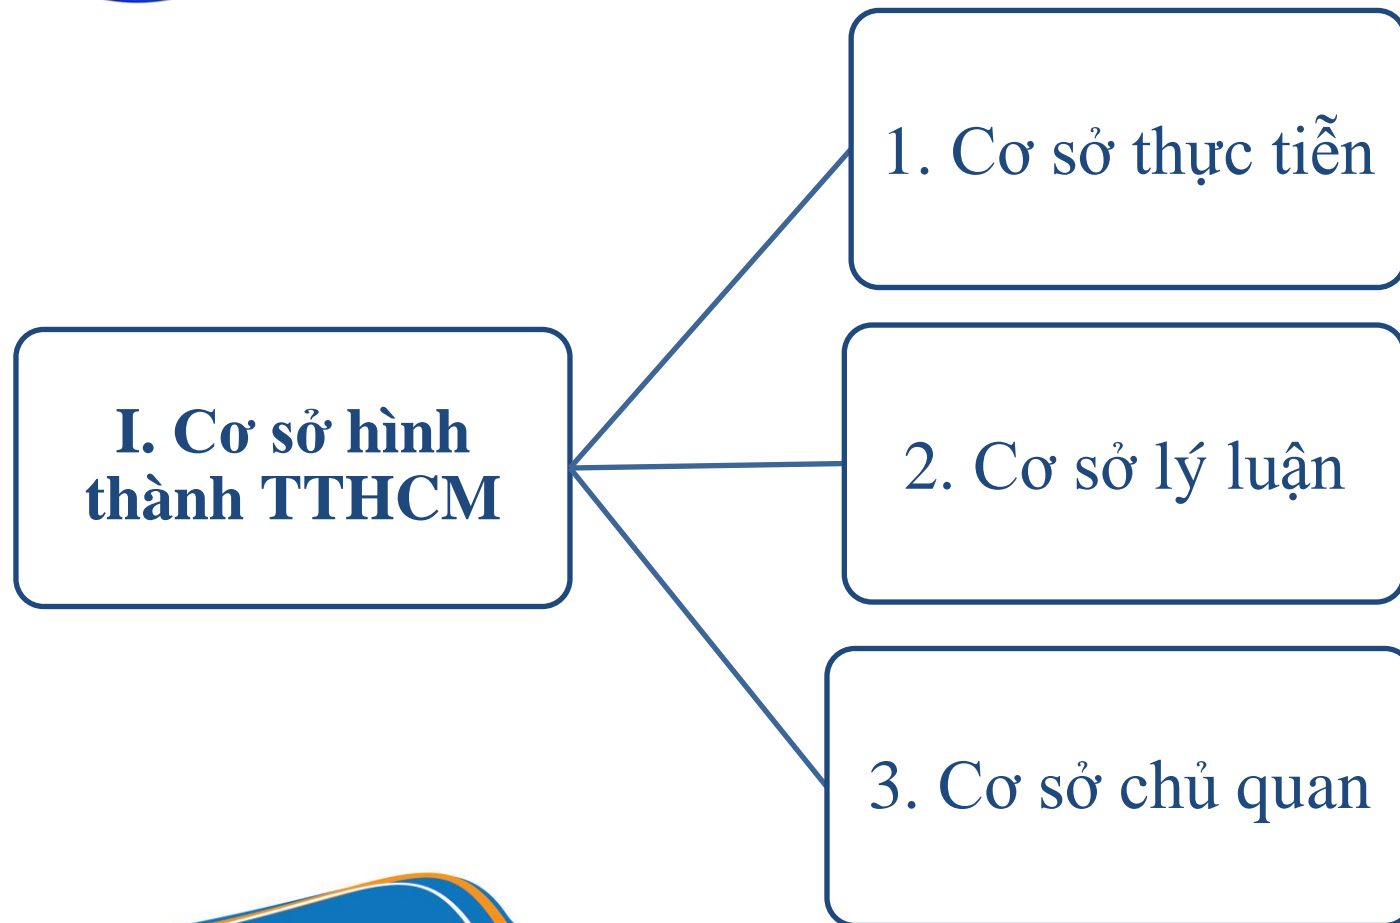 1. Cơ sở thực tiễn
I. Cơ sở hình
thành TTHCM
2. Cơ sở lý luận
3. Cơ sở chủ quan